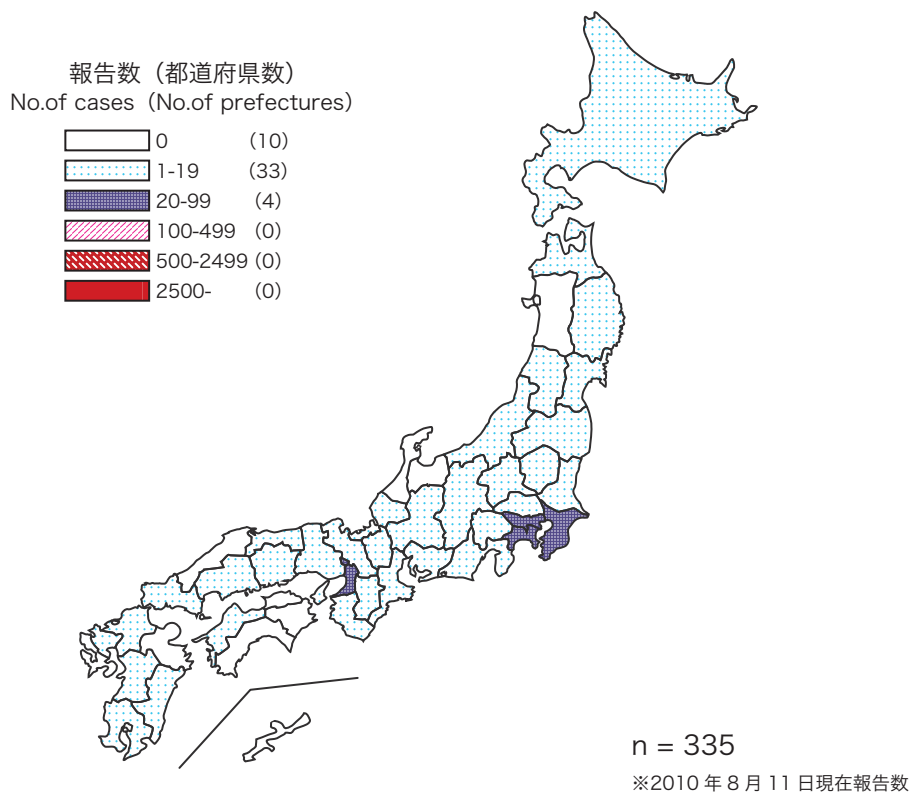 報告数（都道府県数）
No.of cases（No.of prefectures）
0 （10）
1-19 （33）
20-99 （4）
100-499 （0）
500-2499（0）
2500- （0）
n = 335
※2010 年 8 月 11 日現在報告数